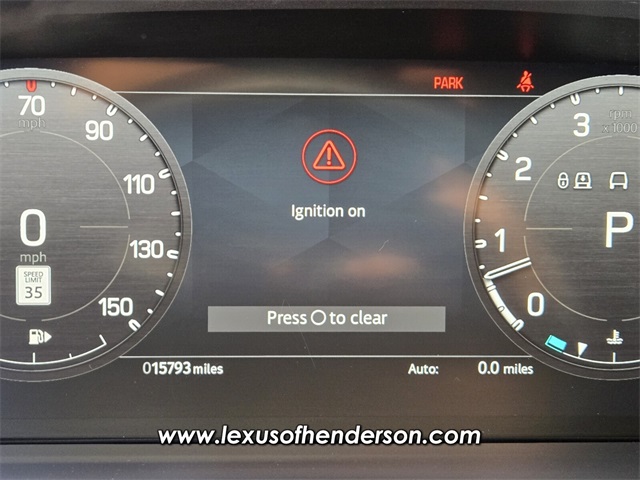 PARK
70
mph
90
110
130
150
0
mph
SPEED
LIMIT
35
Ignition on
Press O to clear
015793 miles
Auto: 0.0 miles
rpm
x1000
3
2
1
0
P
www.lexusofhenderson.com